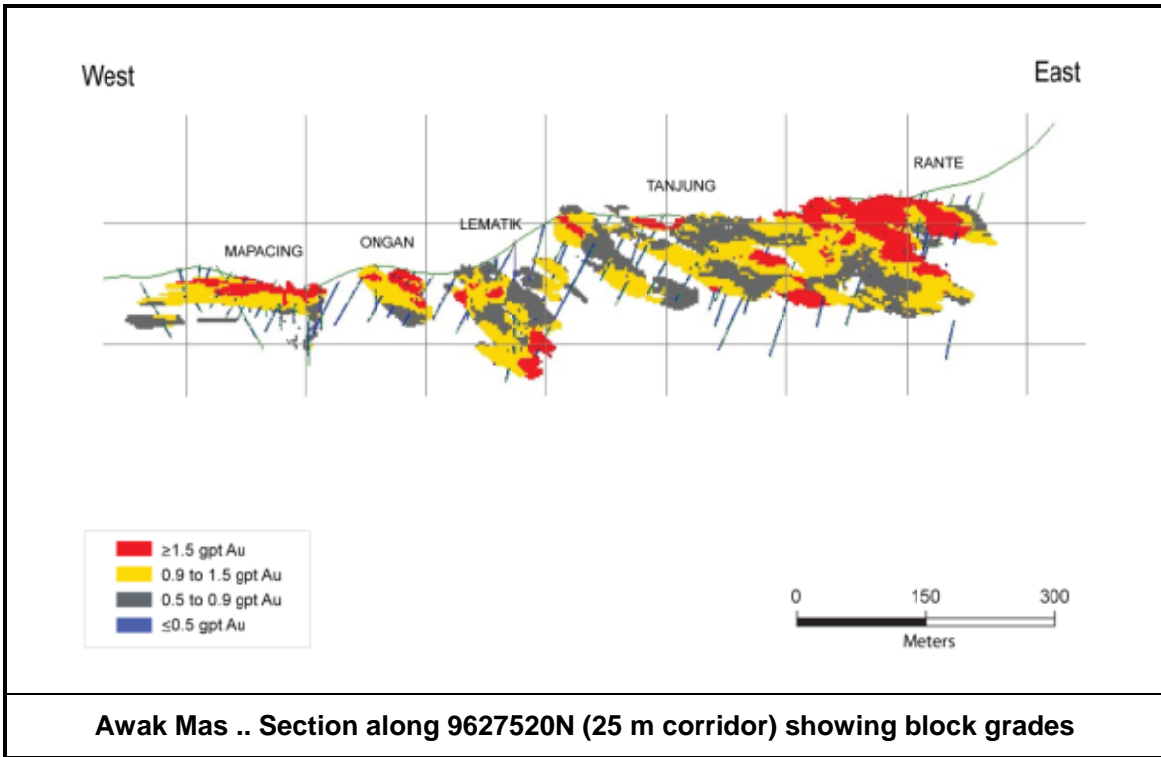 West
East
RANTE
TANJUNG
LEMATIK
ONGAN
MAPACING
≥1.5 gpt Au
0.9 to 1.5 gpt Au
0.5 to 0.9 gpt Au
≤0.5 gpt Au
0 150 300
Meters
Awak Mas .. Section along 9627520N (25 m corridor) showing block grades